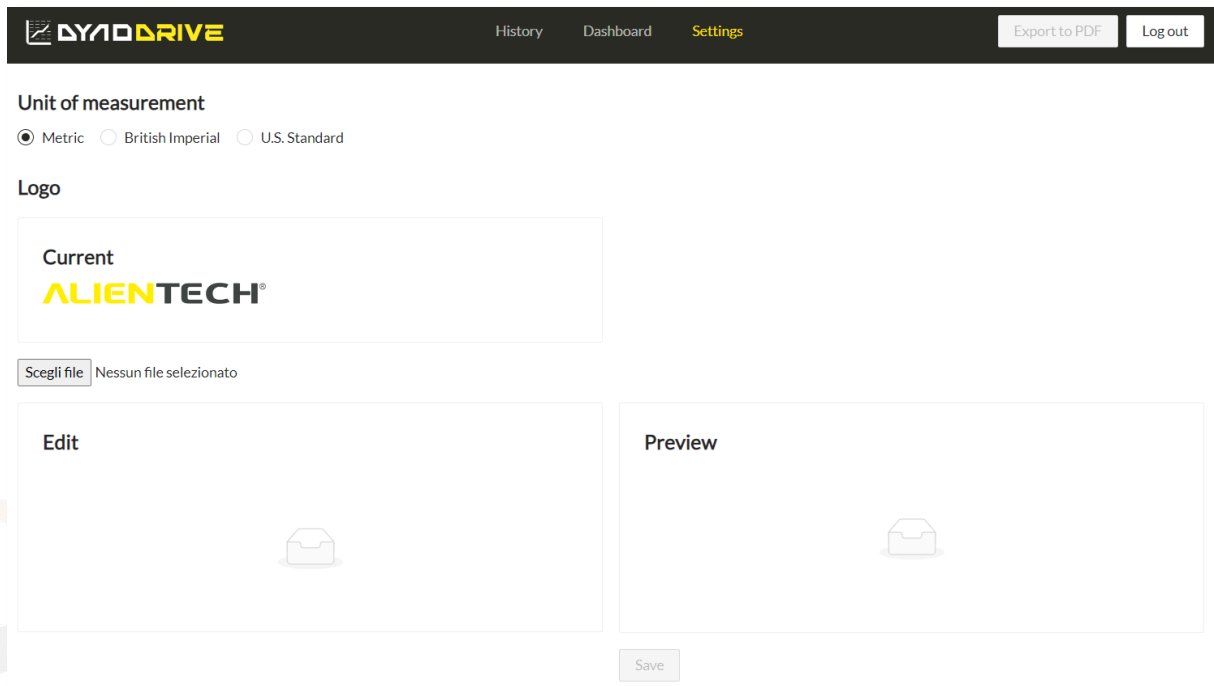 DYNODRIVE
History Dashboard Settings Export to PDF Log out
Unit of measurement
Metric British Imperial U.S. Standard
Logo
Current
ALIENTECH®
Scegli file Nessun file selezionato
Edit
Preview
Save